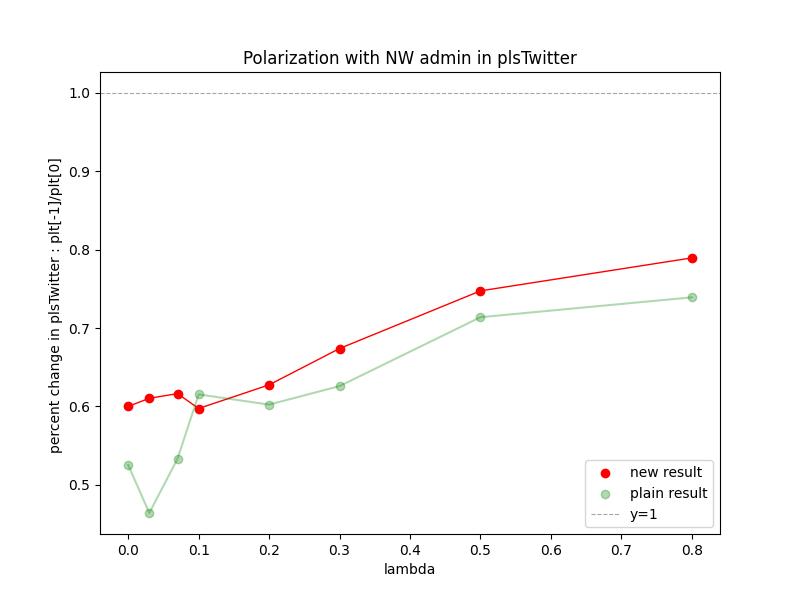 Polarization with NW admin in plsTwitter
percent change in plsTwitter : plt[-1]/plt[0]
1.0
0.9
0.8
0.7
0.6
0.5
0.0 0.1 0.2 0.3 0.4 0.5 0.6 0.7 0.8
lambda
new result
plain result
y=1